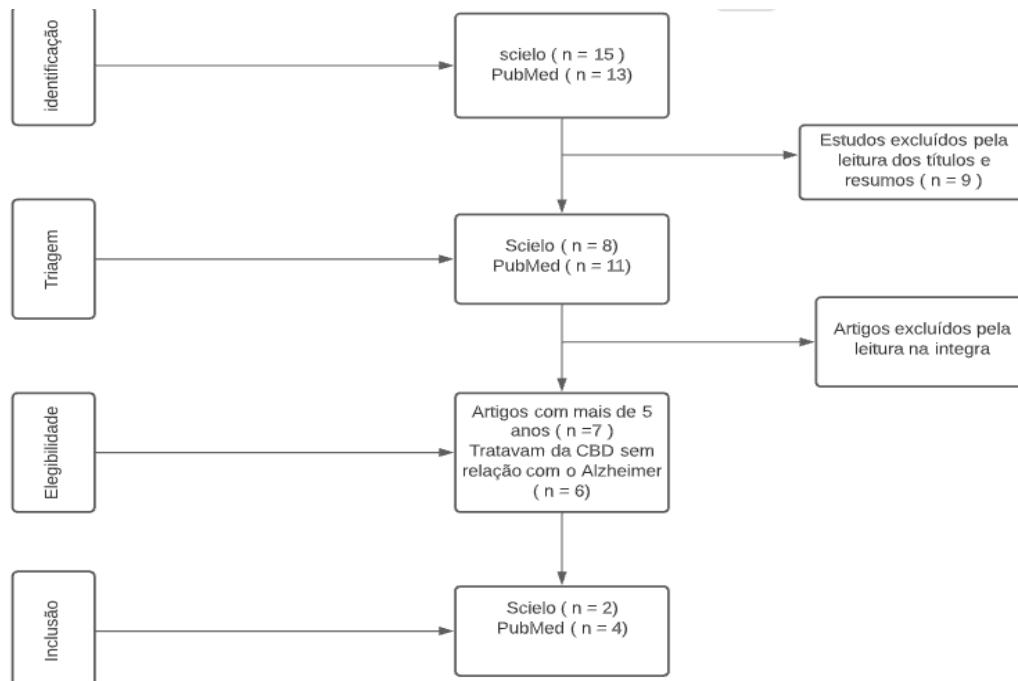 identificação
scielo ( n = 15 )
PubMed ( n = 13)
Estudos excluídos pela
leitura dos títulos e
resumos ( n = 9 )
Triagem
Scielo ( n = 8)
PubMed ( n = 11)
Artigos excluídos pela
leitura na integra
Elegibilidade
Artigos com mais de 5
anos ( n =7 )
Tratavam da CBD sem
relação com o Alzheimer
( n = 6)
Inclusão
Scielo ( n = 2)
PubMed ( n = 4)